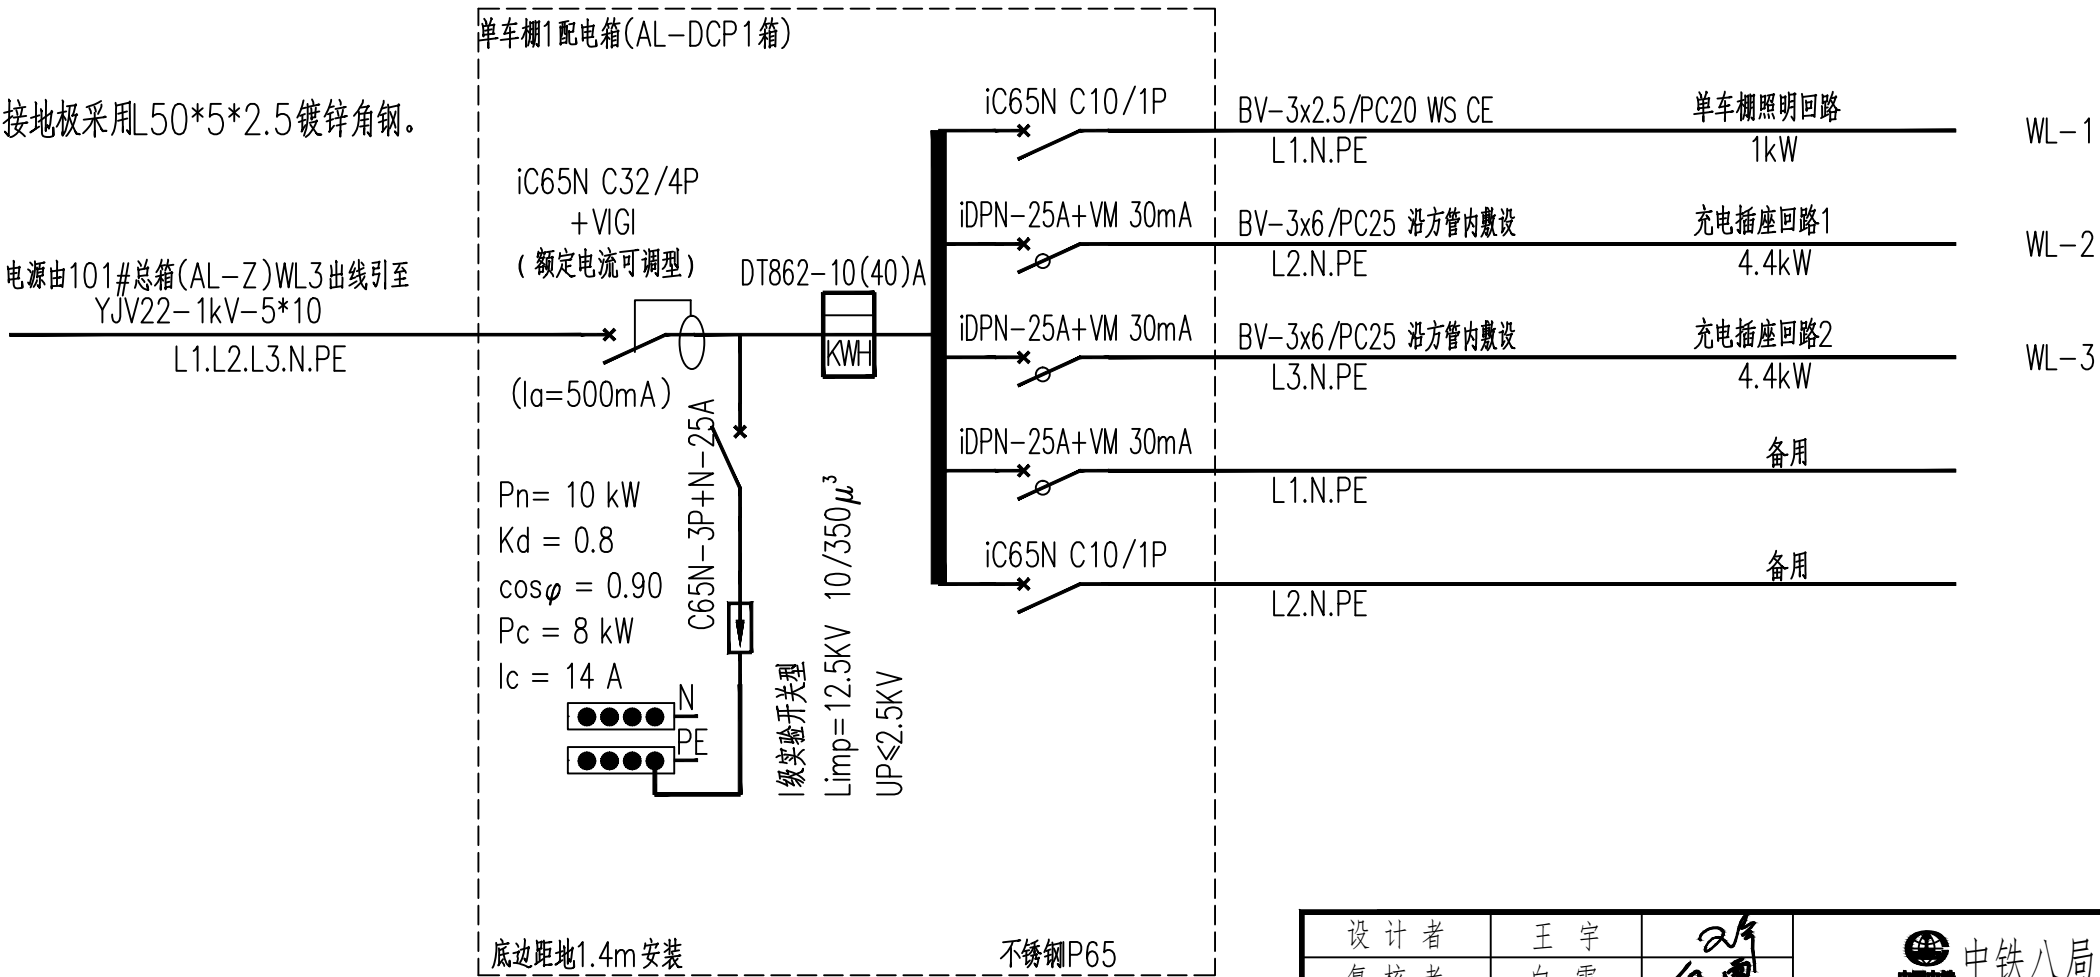 单车棚1配电箱(AL-DCP1箱)
接地极采用L50*5*2.5镀锌角钢。
iC65N C32/4P
+VIGI
(额定电流可调型)
电源由101#总箱(AL-Z)WL3出线引至
YJV22-1kV-5*10
L1.L2.L3.N.PE
(Ia=500mA)
DT862-10(40)A
KWH
C65N-3P+N-25A
Pn= 10 kW
Kd = 0.8
cosφ = 0.90
Pc = 8 kW
Ic = 14 A
N
PE
I级实验开关型
Limp=12.5KV 10/350μ³
UP≤2.5KV
iC65N C10/1P
BV-3x2.5/PC20 WS CE
L1.N.PE
单车棚照明回路
1kW
WL-1
iDPN-25A+VM 30mA
BV-3x6/PC25 沿方管内敷设
L2.N.PE
充电插座回路1
4.4kW
WL-2
iDPN-25A+VM 30mA
BV-3x6/PC25 沿方管内敷设
L3.N.PE
充电插座回路2
4.4kW
WL-3
iDPN-25A+VM 30mA
L1.N.PE
备用
iC65N C10/1P
L2.N.PE
备用
底边距地1.4m安装
不锈钢IP65
设计者
王宇
中铁八局